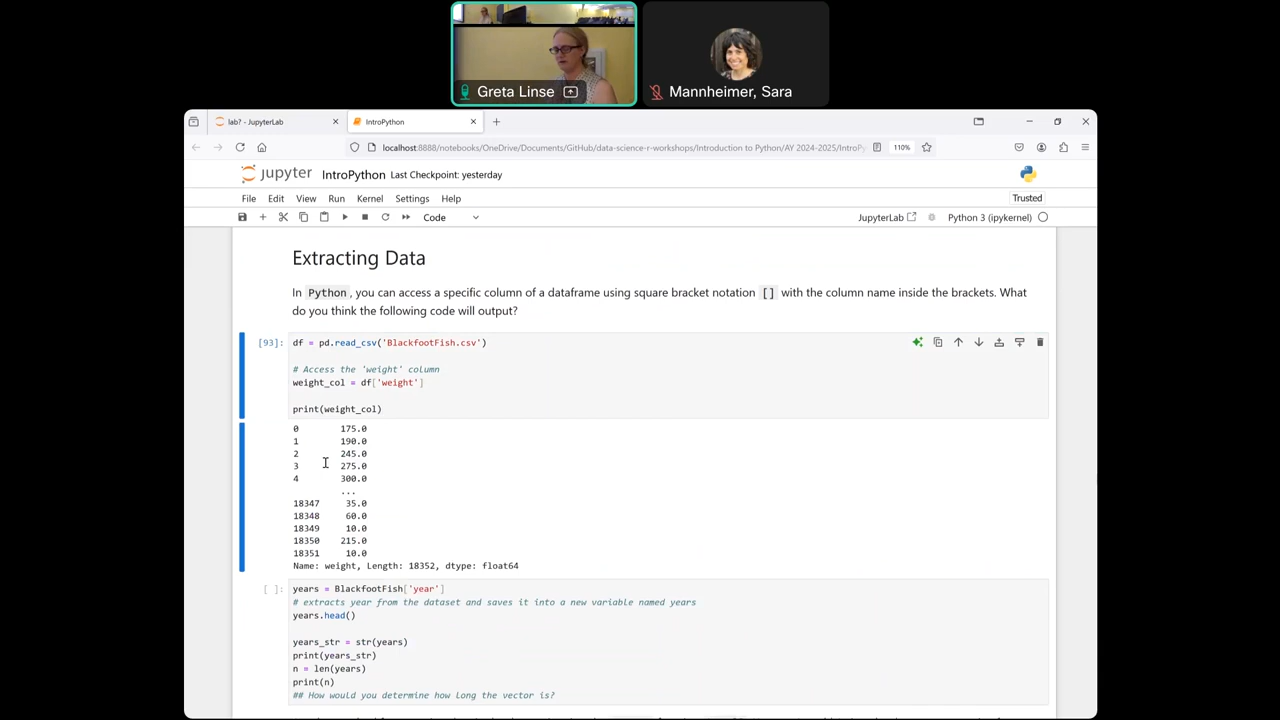 Greta Linse
Mannheimer, Sara
lab? - JupyterLab
IntroPython
localhost:8888/notebooks/OneDrive/Documents/GitHub/data-science-r-workshops/Introduction to Python/AY 2024-2025/IntroP
110%
jupyter IntroPython Last Checkpoint: yesterday
File Edit View Run Kernel Settings Help
Trusted
Code
JupyterLab
Python 3 (ipykernel)
Extracting Data
In Python, you can access a specific column of a dataframe using square bracket notation [] with the column name inside the brackets. What
do you think the following code will output?
[93]: df = pd.read_csv('BlackfootFish.csv')
# Access the 'weight' column
weight_col = df['weight']
print(weight_col)
0 175.0
1 190.0
2 245.0
3 275.0
4 300.0
...
18347 35.0
18348 60.0
18349 10.0
18350 215.0
18351 10.0
Name: weight, Length: 18352, dtype: float64
[ ]: years = BlackfootFish['year']
# extracts year from the dataset and saves it into a new variable named years
years.head()
years_str = str(years)
print(years_str)
n = len(years)
print(n)
## How would you determine how long the vector is?